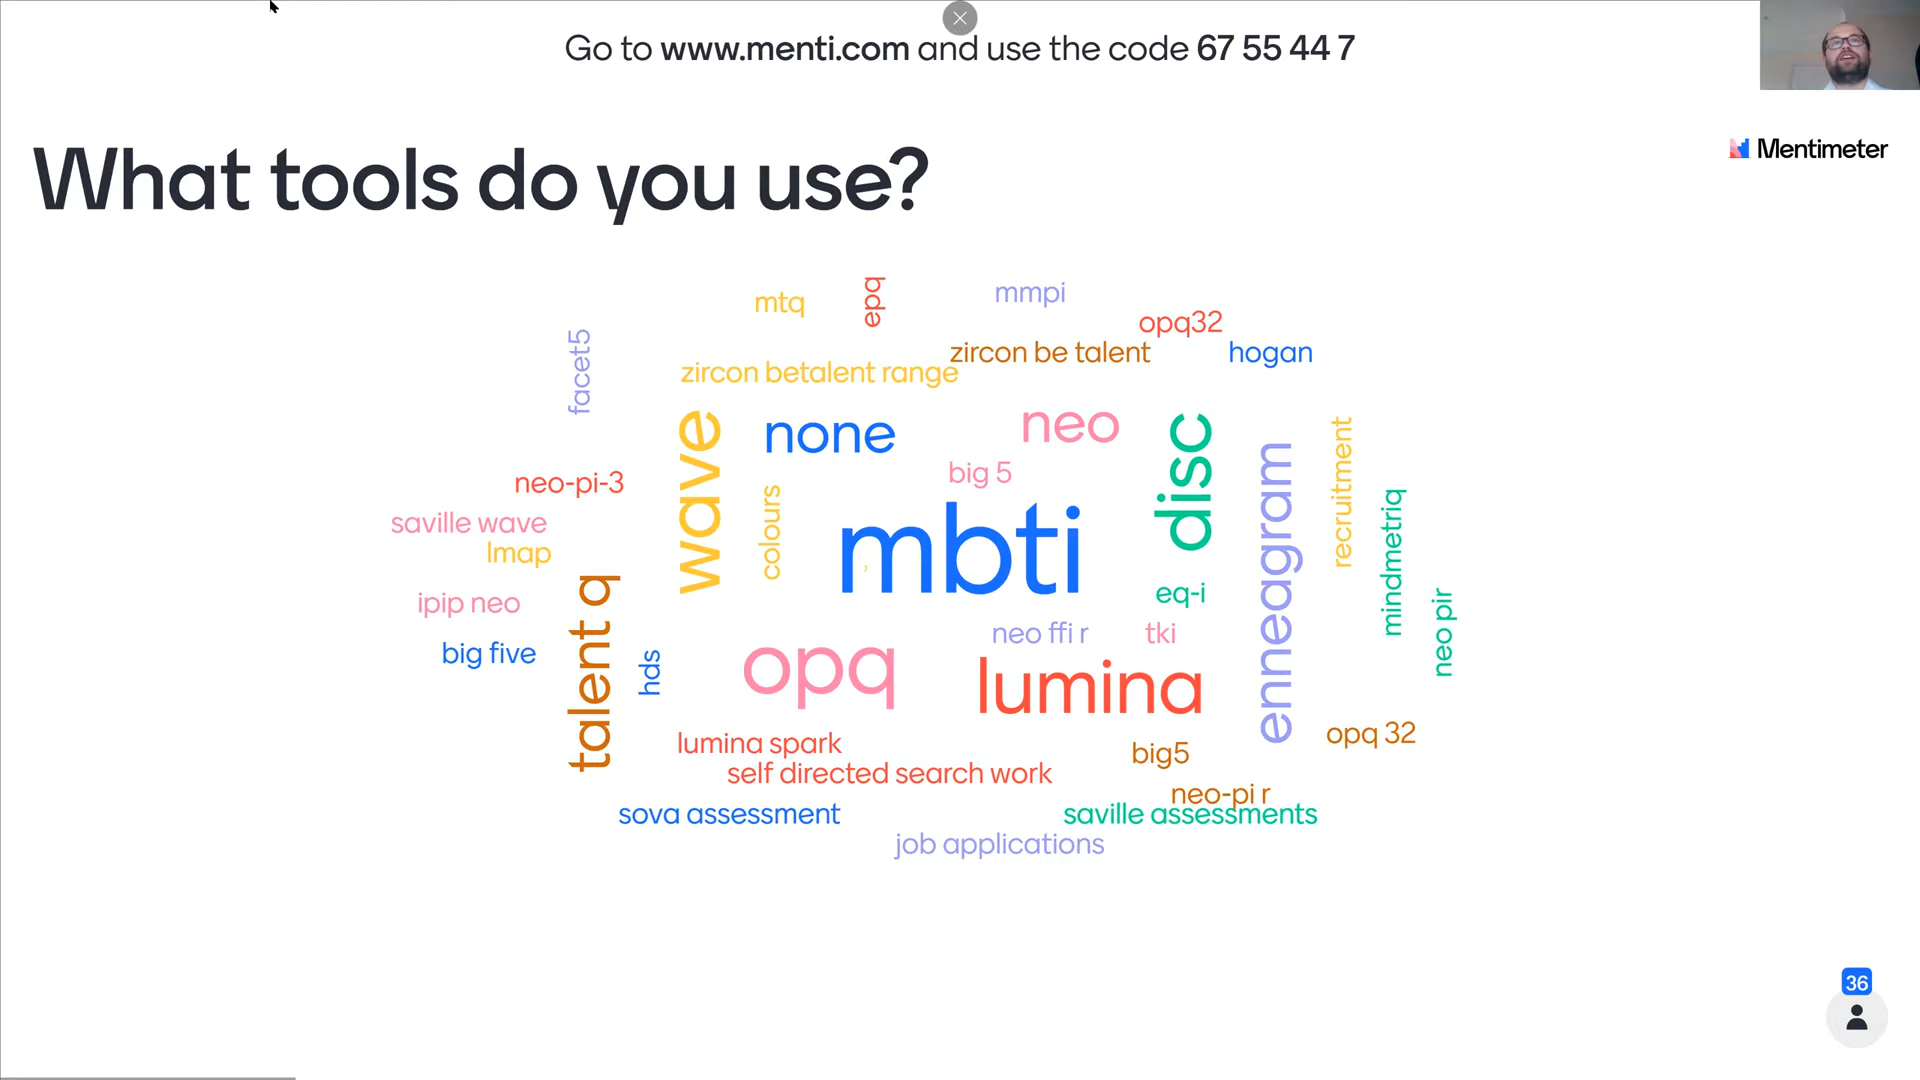 Go to www.menti.com and use the code 67 55 44 7
Mentimeter
What tools do you use?
mtq
epq
mmpi
opq32
facet5
zircon be talent
hogan
zircon betalent range
wave
none
neo
disc
enneagram
recruitment
big 5
neo-pi-3
colours
mindmetriq
saville wave
mbti
lmap
talent q
eq-i
neo pir
ipip neo
neo ffi r
tki
big five
hds
opq
lumina
opq 32
lumina spark
big5
self directed search work
neo-pi r
sova assessment
saville assessments
job applications
36